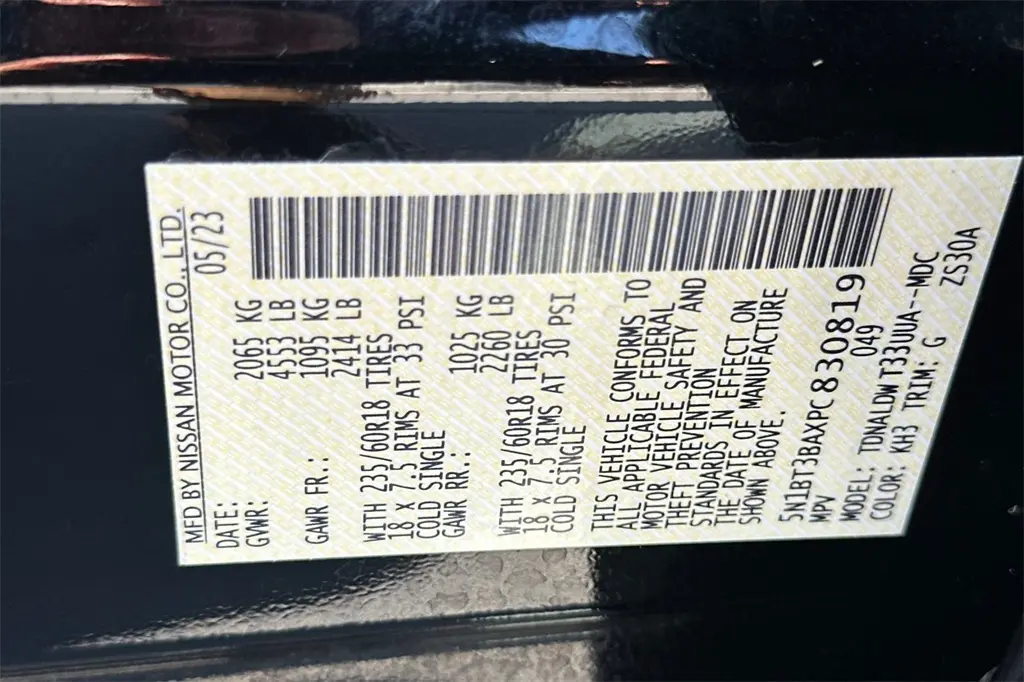 MFD BY NISSAN MOTOR CO., LTD.
DATE: 05/23
GWR: 2065 KG
4553 LB
GAWR FR.: 1095 KG
2414 LB
WITH 235/60R18 TIRES
18 X 7.5 RIMS AT 33 PSI
COLD SINGLE
GAWR RR.: 1025 KG
2260 LB
WITH 235/60R18 TIRES
18 X 7.5 RIMS AT 30 PSI
COLD SINGLE
THIS VEHICLE CONFORMS TO
ALL APPLICABLE FEDERAL
MOTOR VEHICLE SAFETY AND
THEFT PREVENTION
STANDARDS IN EFFECT ON
THE DATE OF MANUFACTURE
SHOWN ABOVE.
5N1BT3BAXPC830819
MPV 049
MODEL: TDNALDWT33UUA--MDC
COLOR: KH3 TRIM: G ZS30A